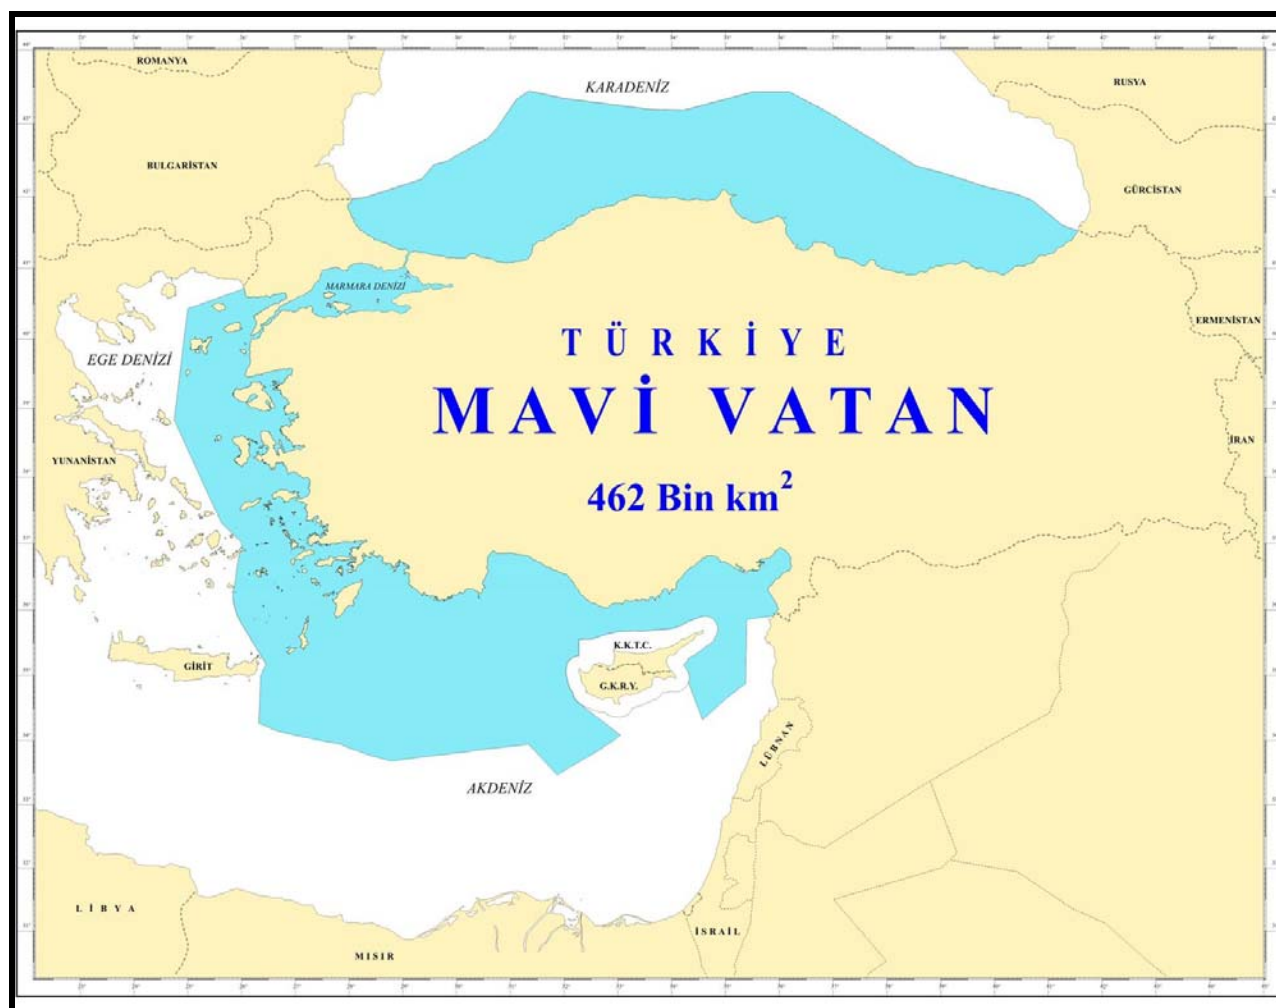 ROMANYA
KARADENİZ
RUSYA
BULGARİSTAN
GÜRCİSTAN
MARMARA DENİZİ
ERMENİSTAN
TÜRKİYE
EGE DENİZİ
MAVİ VATAN
İRAN
YUNANİSTAN
462 Bin km²
K.K.T.C.
GİRİT
G.K.R.Y.
LÜBNAN
AKDENİZ
LİBYA
İSRAİL
MISIR